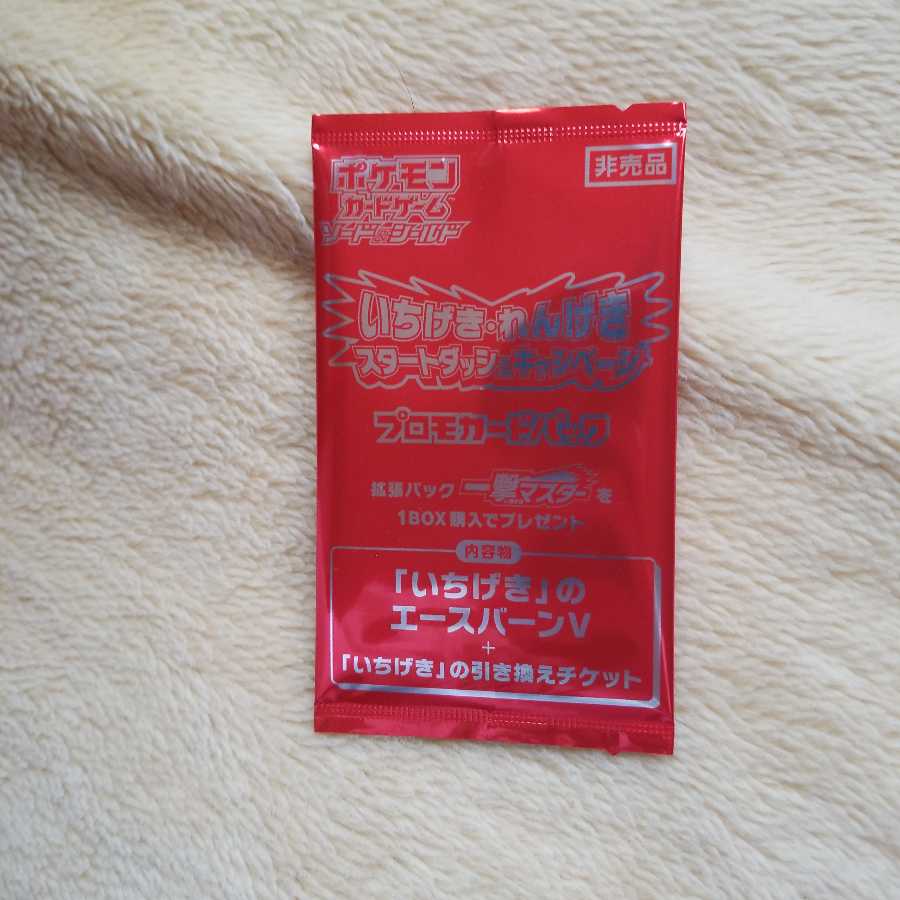 ポケモン
カードゲーム
ソード&シールド
非売品
いちげき・れんげき
スタートダッシュキャンペーン
プロモカードパック
拡張パック 一撃マスター を
1BOX購入でプレゼント
内容物
「いちげき」の
エースバーンV
+
「いちげき」の引き換えチケット